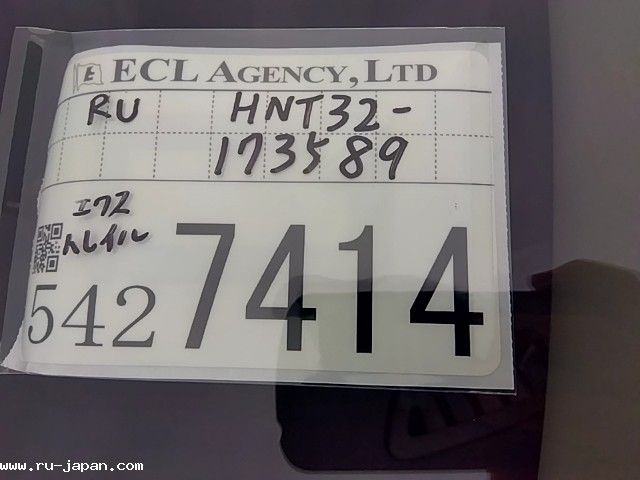 E ECL AGENCY, LTD
RU HNT32-
173589
エクス
トレイル
542 7414
www.ru-japan.com